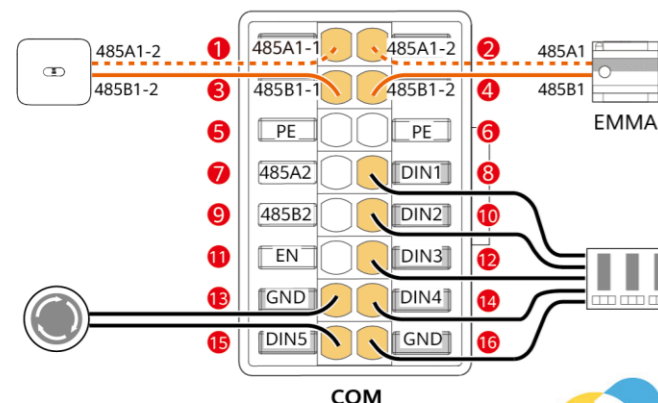 485A1-2 1 485A1-1 485A1-2 2 485A1
485B1-2 3 485B1-1 485B1-2 4 485B1
EMMA
5 PE PE 6
7 485A2 DIN1 8
9 485B2 DIN2 10
11 EN DIN3 12
13 GND DIN4 14
15 DIN5 GND 16
COM